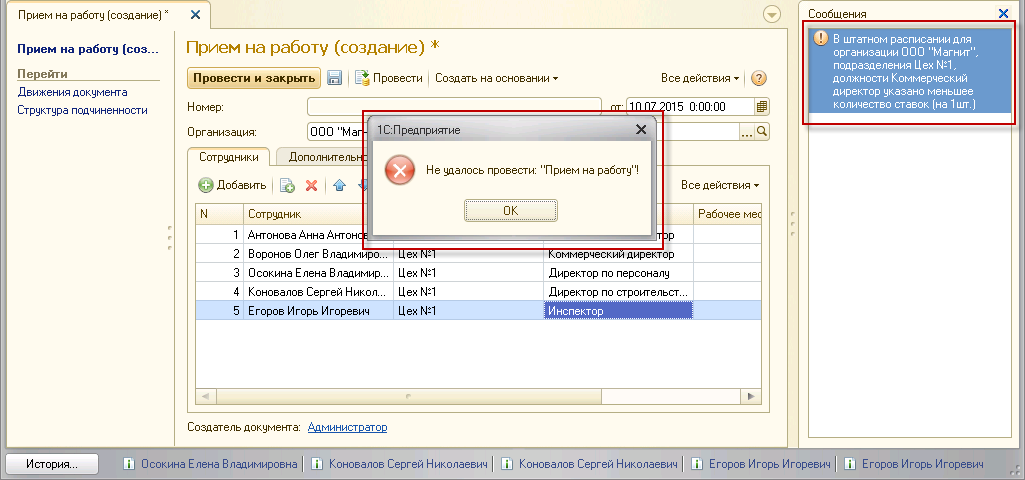 Прием на работу (создание) *
Сообщения
Прием на работу (соз...
Перейти
Движения документа
Структура подчиненности
Прием на работу (создание) *
Провести и закрыть
Провести
Создать на основании
Все действия
?
Номер:
от:
10.07.2015 0:00:00
Организация:
ООО "Маг
...
Сотрудники
Дополнительно
Добавить
Все действия
N
Сотрудник
Рабочее мес
1 Антонова Анна Антоно
2 Воронов Олег Владимиро... Цех №1 Коммерческий директор
3 Осокина Елена Владимир... Цех №1 Директор по персоналу
4 Коновалов Сергей Никол... Цех №1 Директор по строительст...
5 Егоров Игорь Игоревич Цех №1 Инспектор
Создатель документа: Администратор
1С:Предприятие
Не удалось провести: "Прием на работу"!
OK
В штатном расписании для
организации ООО "Магнит",
подразделения Цех №1,
должности Коммерческий
директор указано меньшее
количество ставок (на 1шт.)
История...
Осокина Елена Владимировна
Коновалов Сергей Николаевич
Коновалов Сергей Николаевич
Егоров Игорь Игоревич
Егоров Игорь Игоревич